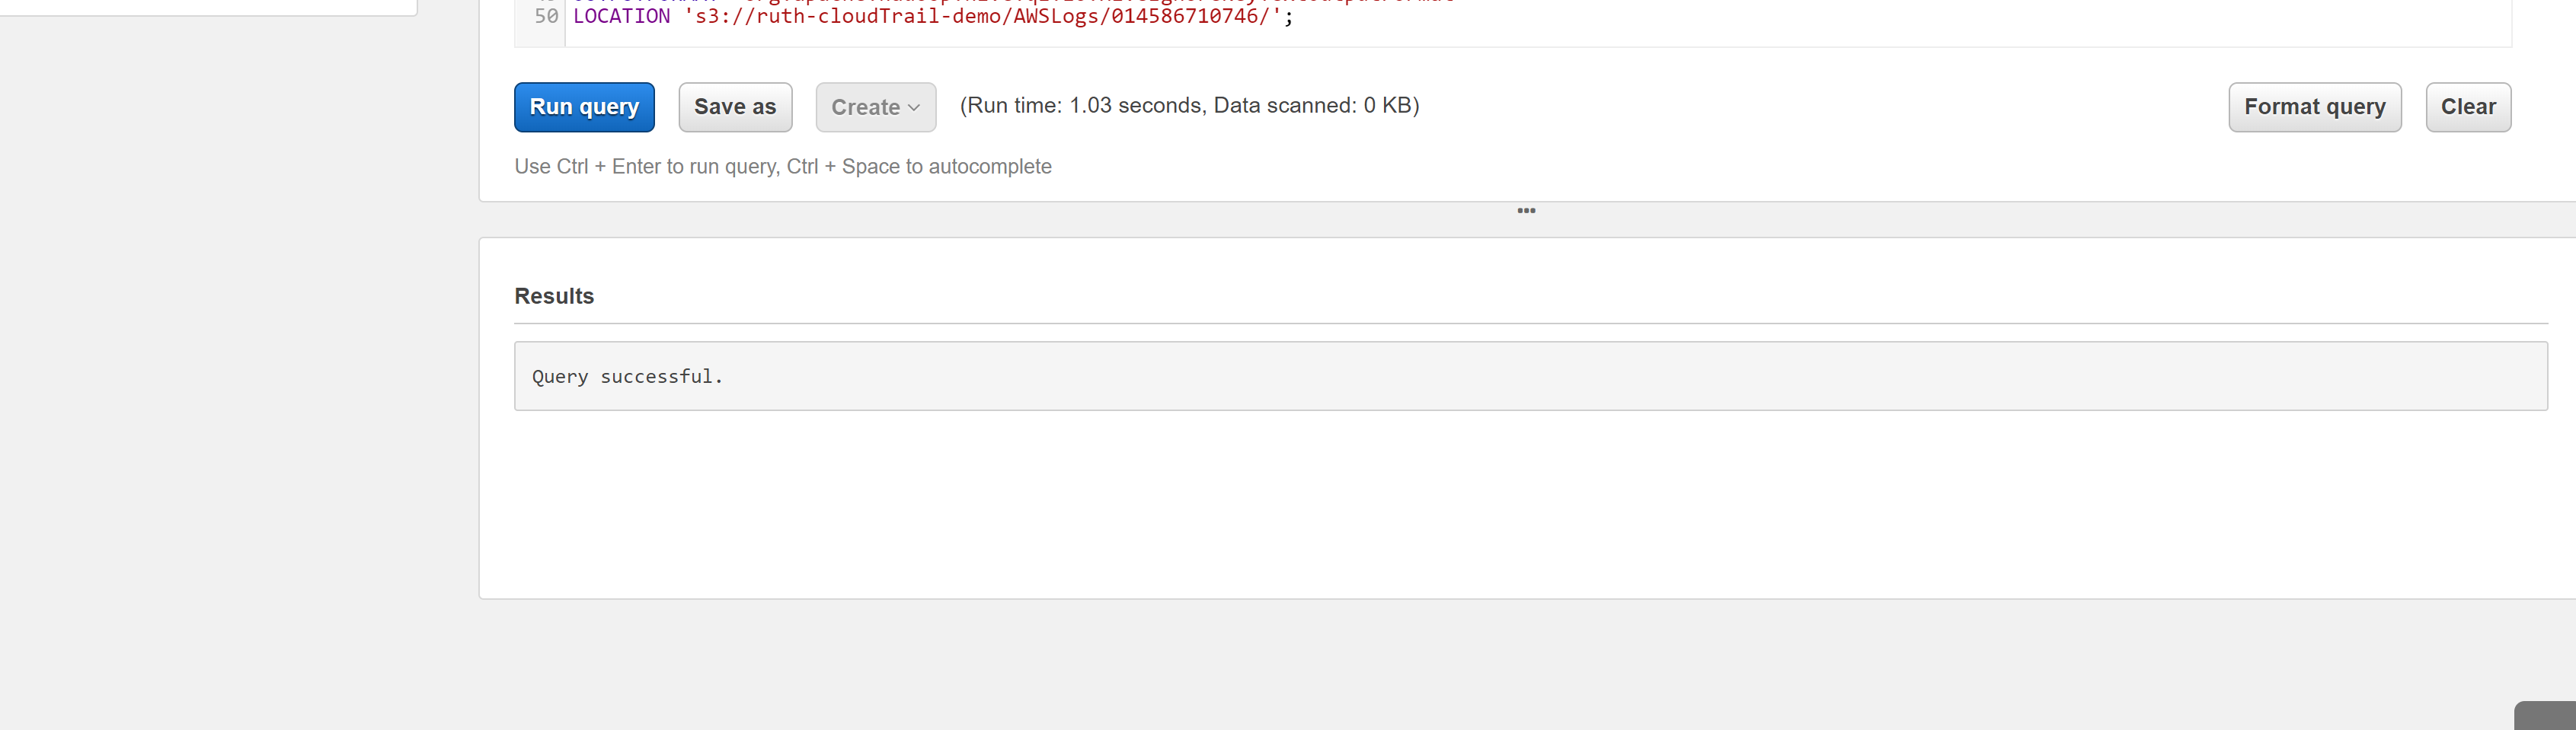 50 LOCATION 's3://ruth-cloudTrail-demo/AWSLogs/014586710746/';
Run query Save as Create (Run time: 1.03 seconds, Data scanned: 0 KB) Format query Clear
Use Ctrl + Enter to run query, Ctrl + Space to autocomplete
Results
Query successful.